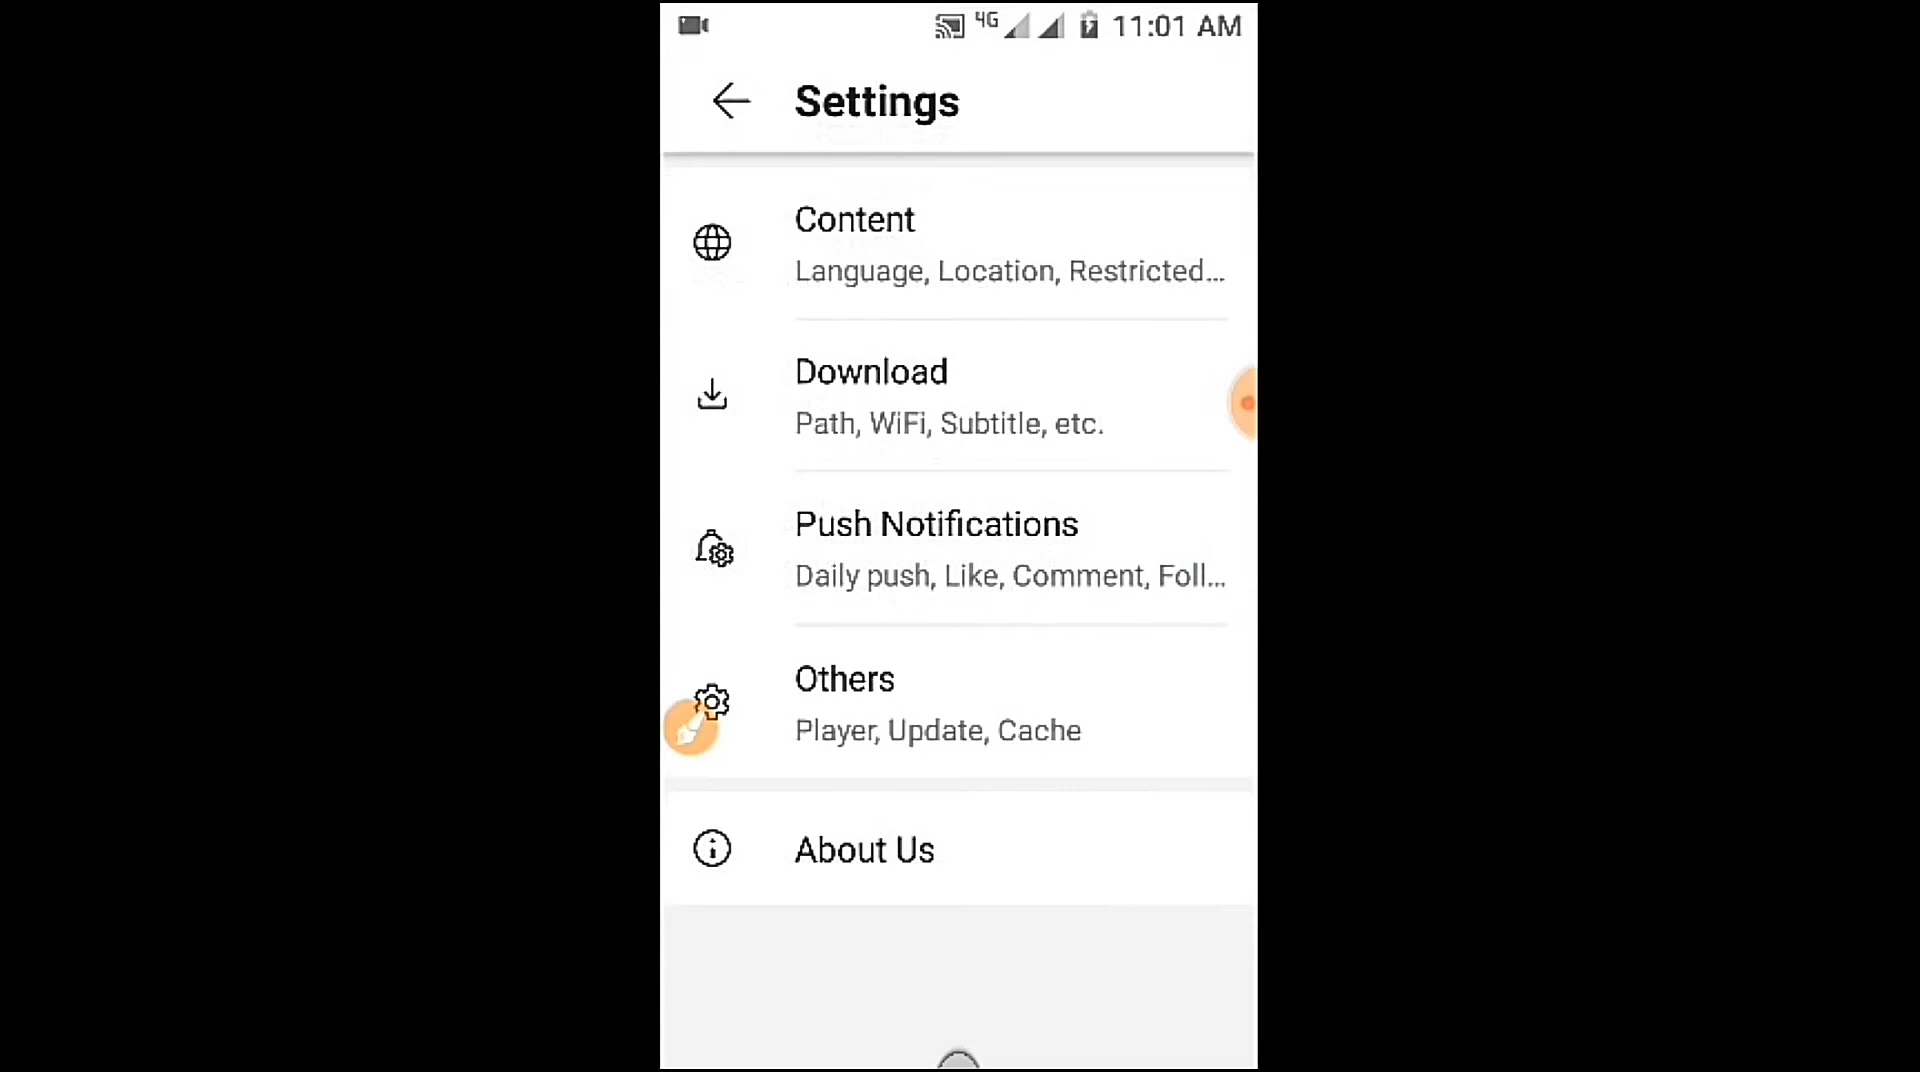 4G 11:01 AM
Settings
Content
Language, Location, Restricted...
Download
Path, WiFi, Subtitle, etc.
Push Notifications
Daily push, Like, Comment, Foll...
Others
Player, Update, Cache
About Us